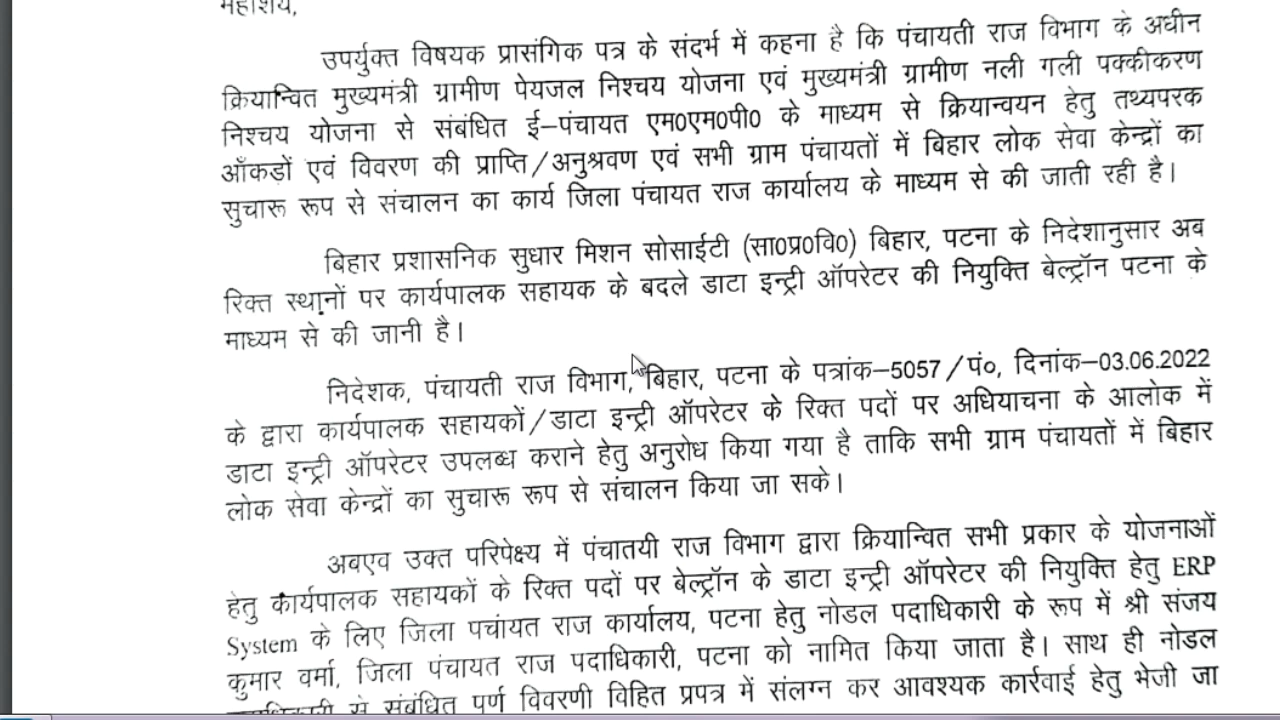 महाशय,
उपर्युक्त विषयक प्रासंगिक पत्र के संदर्भ में कहना है कि पंचायती राज विभाग के अधीन
क्रियान्वित मुख्यमंत्री ग्रामीण पेयजल निश्चय योजना एवं मुख्यमंत्री ग्रामीण नली गली पक्कीकरण
निश्चय योजना से संबंधित ई–पंचायत एम0एम0पी0 के माध्यम से क्रियान्वयन हेतु तथ्यपरक
आँकड़ों एवं विवरण की प्राप्ति/अनुश्रवण एवं सभी ग्राम पंचायतों में बिहार लोक सेवा केन्द्रों का
सुचारू रूप से संचालन का कार्य जिला पंचायत राज कार्यालय के माध्यम से की जाती रही है।
बिहार प्रशासनिक सुधार मिशन सोसाईटी (सा0प्र0वि0) बिहार, पटना के निदेशानुसार अब
रिक्त स्थानों पर कार्यपालक सहायक के बदले डाटा इन्ट्री ऑपरेटर की नियुक्ति बेल्ट्रॉन पटना के
माध्यम से की जानी है।
निदेशक, पंचायती राज विभाग, बिहार, पटना के पत्रांक–5057/पं०, दिनांक–03.06.2022
के द्वारा कार्यपालक सहायकों/डाटा इन्ट्री ऑपरेटर के रिक्त पदों पर अधियाचना के आलोक में
डाटा इन्ट्री ऑपरेटर उपलब्ध कराने हेतु अनुरोध किया गया है ताकि सभी ग्राम पंचायतों में बिहार
लोक सेवा केन्द्रों का सुचारू रूप से संचालन किया जा सके।
अवएव उक्त परिपेक्ष्य में पंचातयी राज विभाग द्वारा क्रियान्वित सभी प्रकार के योजनाओं
हेतु कार्यपालक सहायकों के रिक्त पदों पर बेल्ट्रॉन के डाटा इन्ट्री ऑपरेटर की नियुक्ति हेतु ERP
System के लिए जिला पचांयत राज कार्यालय, पटना हेतु नोडल पदाधिकारी के रूप में श्री संजय
कुमार वर्मा, जिला पंचायत राज पदाधिकारी, पटना को नामित किया जाता है। साथ ही नोडल
पदाधिकारी से संबंधित पूर्ण विवरणी विहित प्रपत्र में संलग्न कर आवश्यक कार्रवाई हेतु भेजी जा